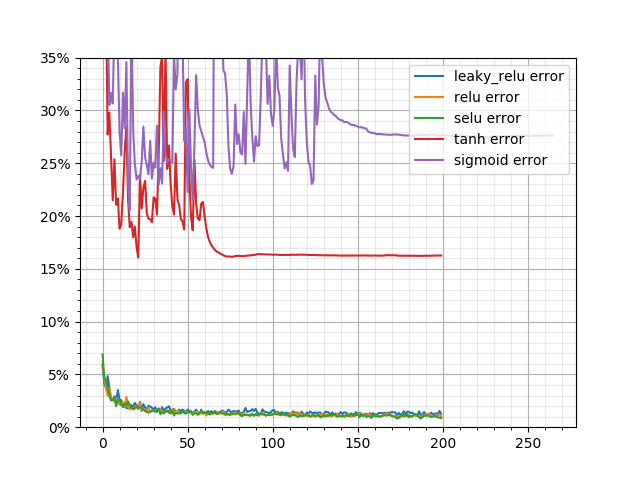 35%
30%
25%
20%
15%
10%
5%
0%
leaky_relu error
relu error
selu error
tanh error
sigmoid error
0 50 100 150 200 250